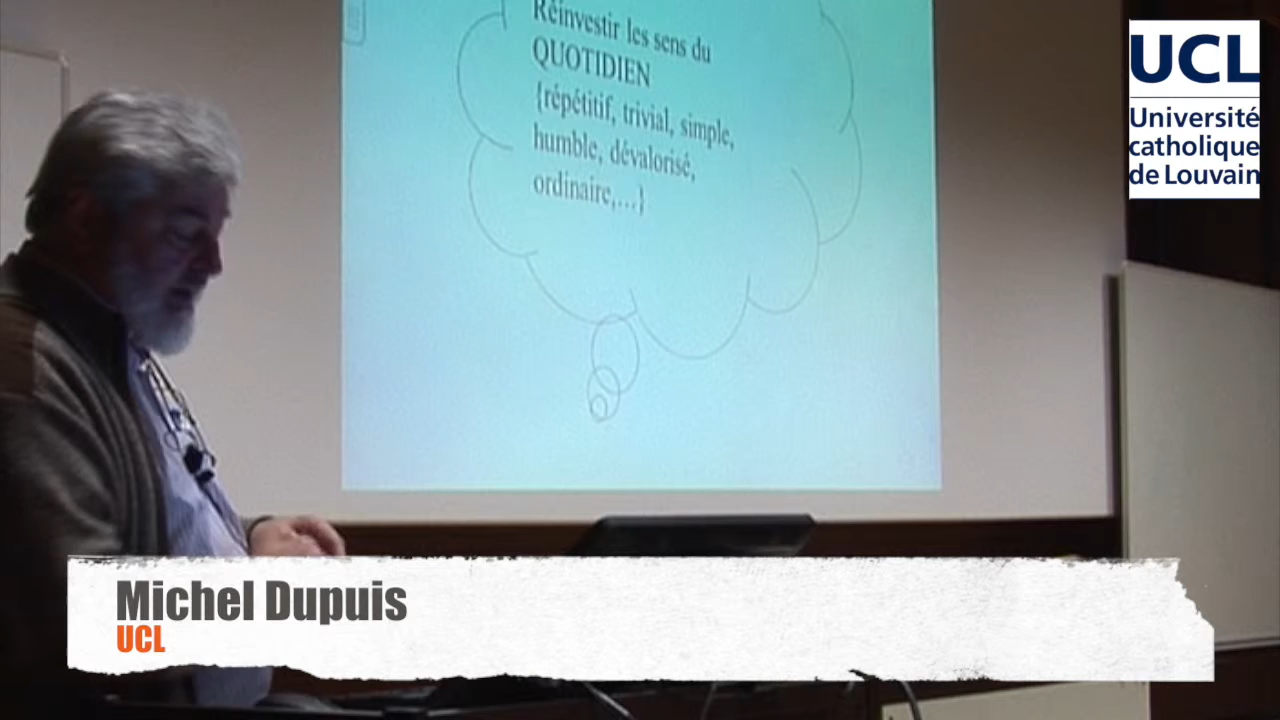 Réinvestir les sens du
QUOTIDIEN
{répétitif, trivial, simple,
humble, dévalorisé,
ordinaire,...}
UCL
Université
catholique
de Louvain
Michel Dupuis
UCL